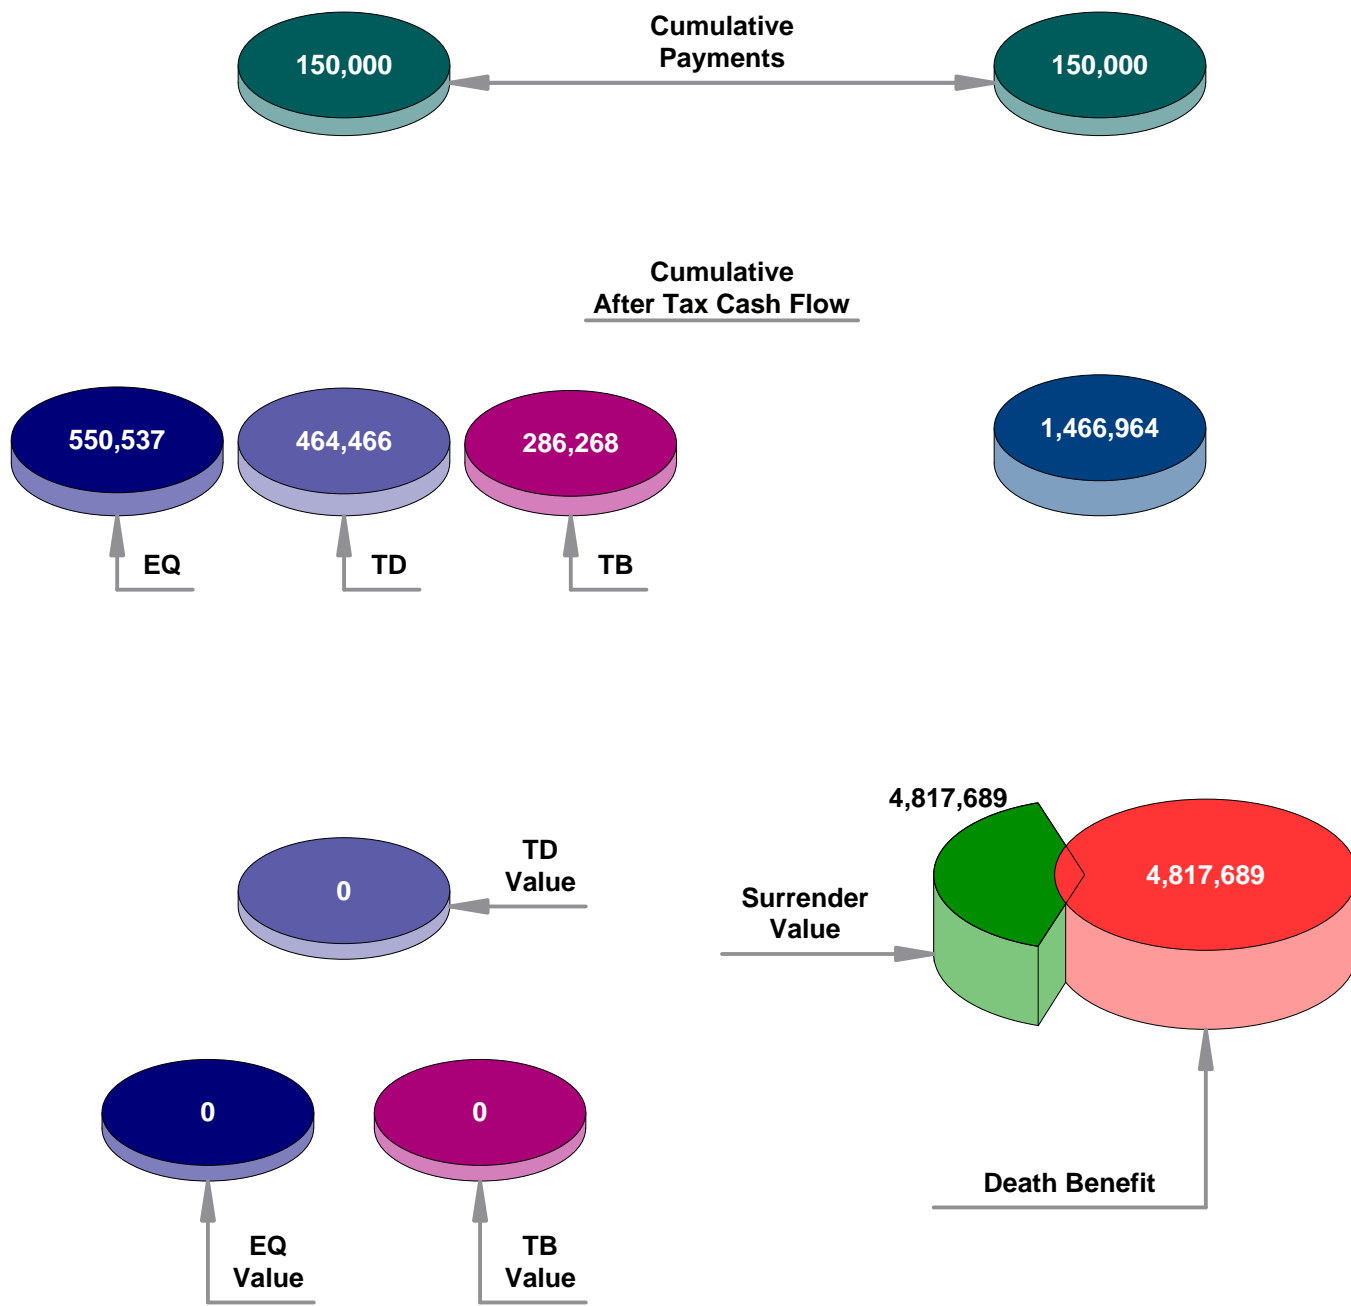 Cumulative
Payments
150,000
150,000
Cumulative
After Tax Cash Flow
550,537
464,466
286,268
1,466,964
EQ
TD
TB
4,817,689
TD
Value
0
4,817,689
Surrender
Value
0
0
Death Benefit
EQ
Value
TB
Value